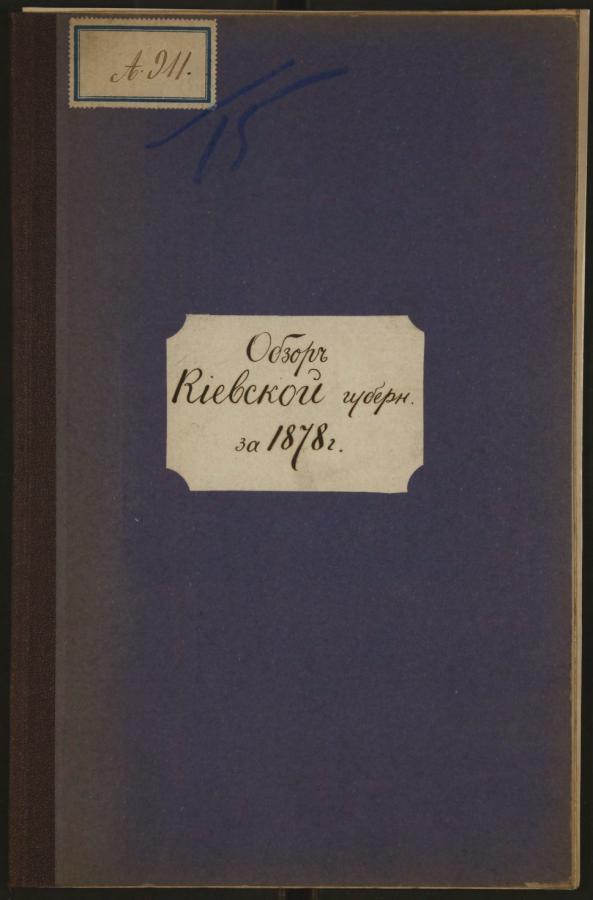 А. 911.
15
Обзоръ
Кіевской губерн.
за 1878 г.